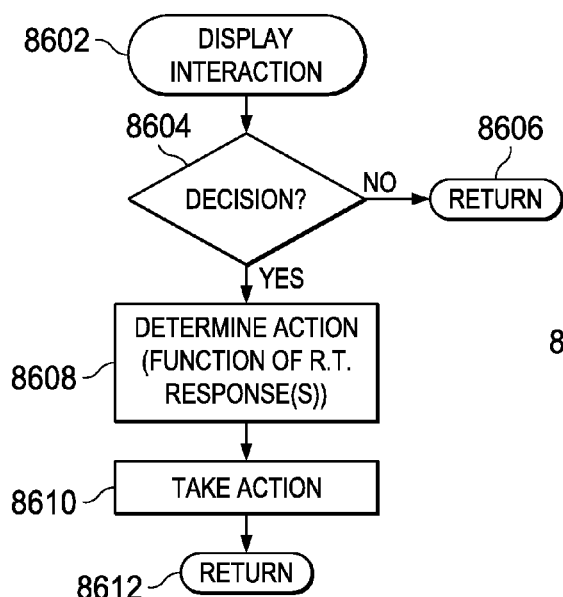 8602
DISPLAY
INTERACTION
8604
DECISION?
NO
8606
RETURN
YES
8608
DETERMINE ACTION
(FUNCTION OF R.T.
RESPONSE(S))
8
8610
TAKE ACTION
8612
RETURN